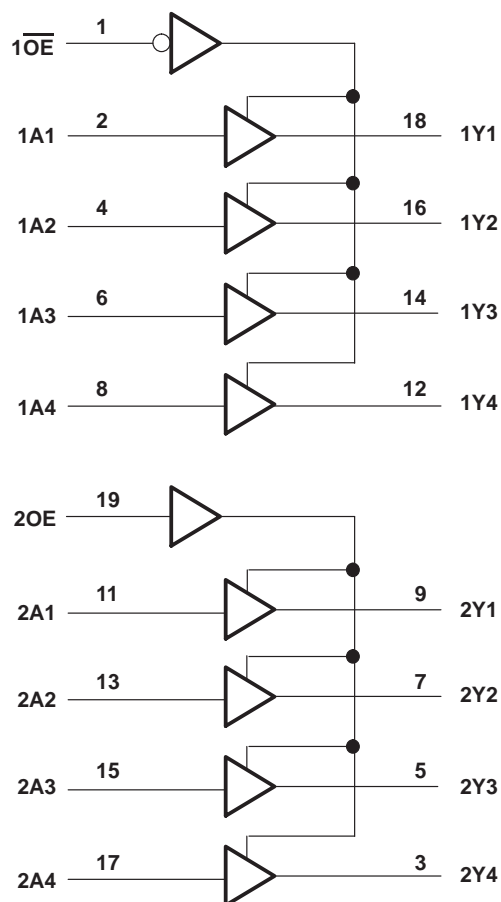 1O̅E̅ 1
1A1 2 18 1Y1
1A2 4 16 1Y2
1A3 6 14 1Y3
1A4 8 12 1Y4
2OE 19
2A1 11 9 2Y1
2A2 13 7 2Y2
2A3 15 5 2Y3
2A4 17 3 2Y4